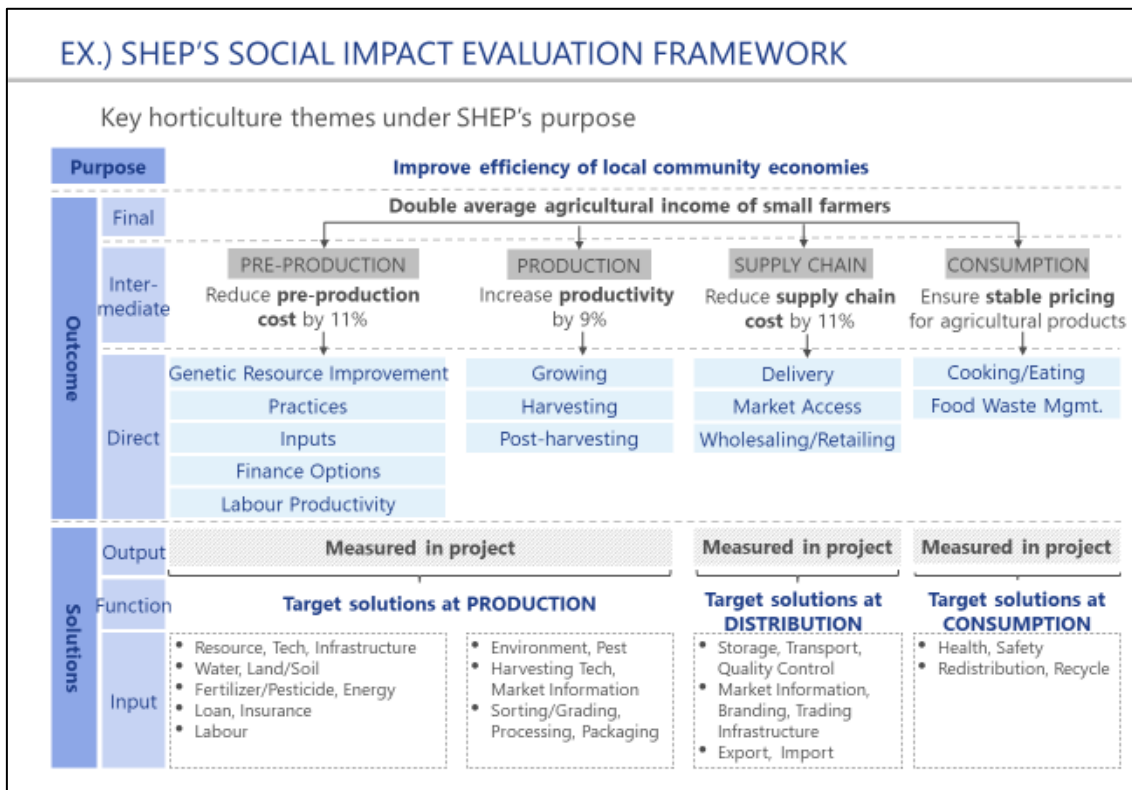 EX.) SHEP'S SOCIAL IMPACT EVALUATION FRAMEWORK
Key horticulture themes under SHEP's purpose
Purpose
Improve efficiency of local community economies
Outcome
Final
Double average agricultural income of small farmers
Inter-
mediate
PRE-PRODUCTION
Reduce pre-production
cost by 11%
PRODUCTION
Increase productivity
by 9%
SUPPLY CHAIN
Reduce supply chain
cost by 11%
CONSUMPTION
Ensure stable pricing
for agricultural products
Direct
Genetic Resource Improvement
Practices
Inputs
Finance Options
Labour Productivity
Growing
Harvesting
Post-harvesting
Delivery
Market Access
Wholesaling/Retailing
Cooking/Eating
Food Waste Mgmt.
Solutions
Output
Measured in project
Measured in project
Measured in project
Function
Target solutions at PRODUCTION
Target solutions at
DISTRIBUTION
Target solutions at
CONSUMPTION
Input
• Resource, Tech, Infrastructure
• Water, Land/Soil
• Fertilizer/Pesticide, Energy
• Loan, Insurance
• Labour
• Environment, Pest
• Harvesting Tech,
Market Information
• Sorting/Grading,
Processing, Packaging
• Storage, Transport,
Quality Control
• Market Information,
Branding, Trading
Infrastructure
• Export, Import
• Health, Safety
• Redistribution, Recycle